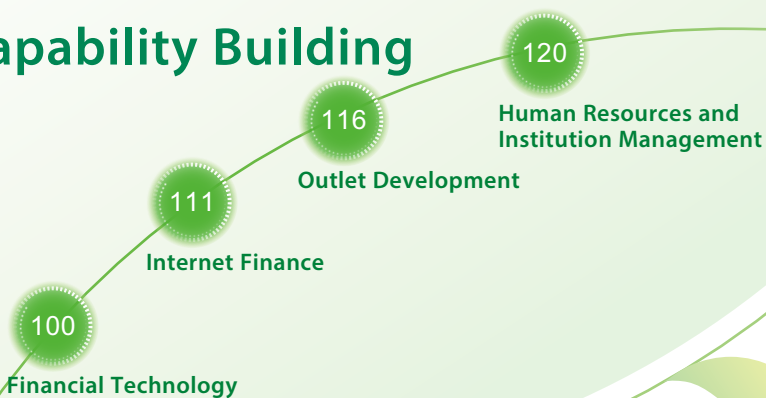 apability Building
120
Human Resources and
Institution Management
116
Outlet Development
111
Internet Finance
100
Financial Technology